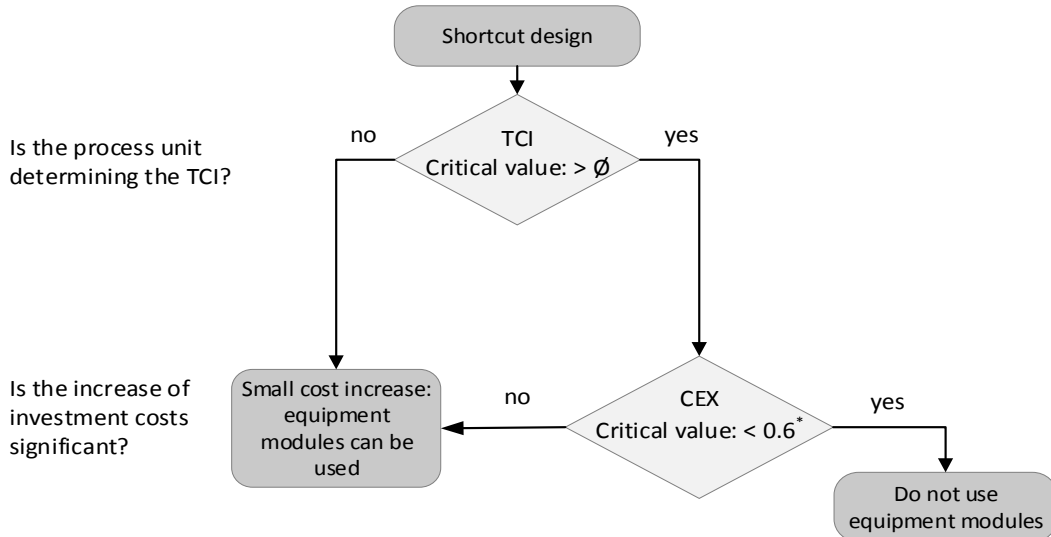 Shortcut design
no
TCI
yes
Is the process unit
determining the TCI?
Critical value: > Ø
Is the increase of
investment costs
significant?
Small cost increase:
equipment
modules can be
used
no
CEX
Critical value: < 0.6*
yes
Do not use
equipment modules